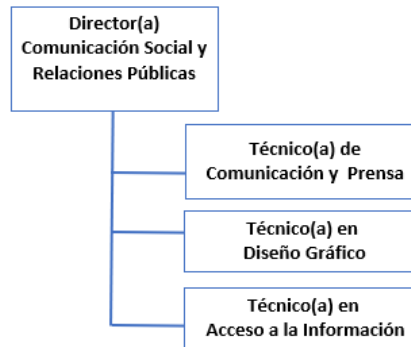 Director(a)
Comunicación Social y
Relaciones Públicas
Técnico(a) de
Comunicación y Prensa
Técnico(a) en
Diseño Gráfico
Técnico(a) en
Acceso a la Información